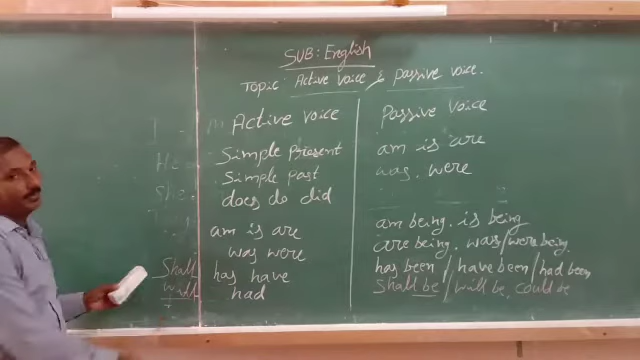 SUB: English
Topic: Active Voice & passive voice.
Active voice
Simple present
Simple past
does do did
am is are
was were
has have
had
Passive voice
am is are
was. were
am being. is being
are being. was/were being
has been / have been / had been
Shall be / will be, could be
Shall
will
I
He
She